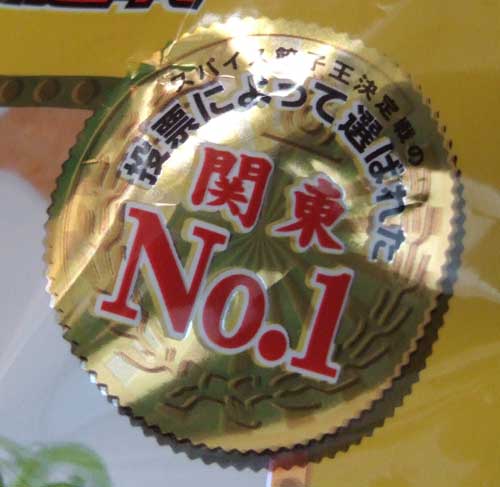 スパイス餃子王決定戦の
投票によって選ばれた
関東
No.1